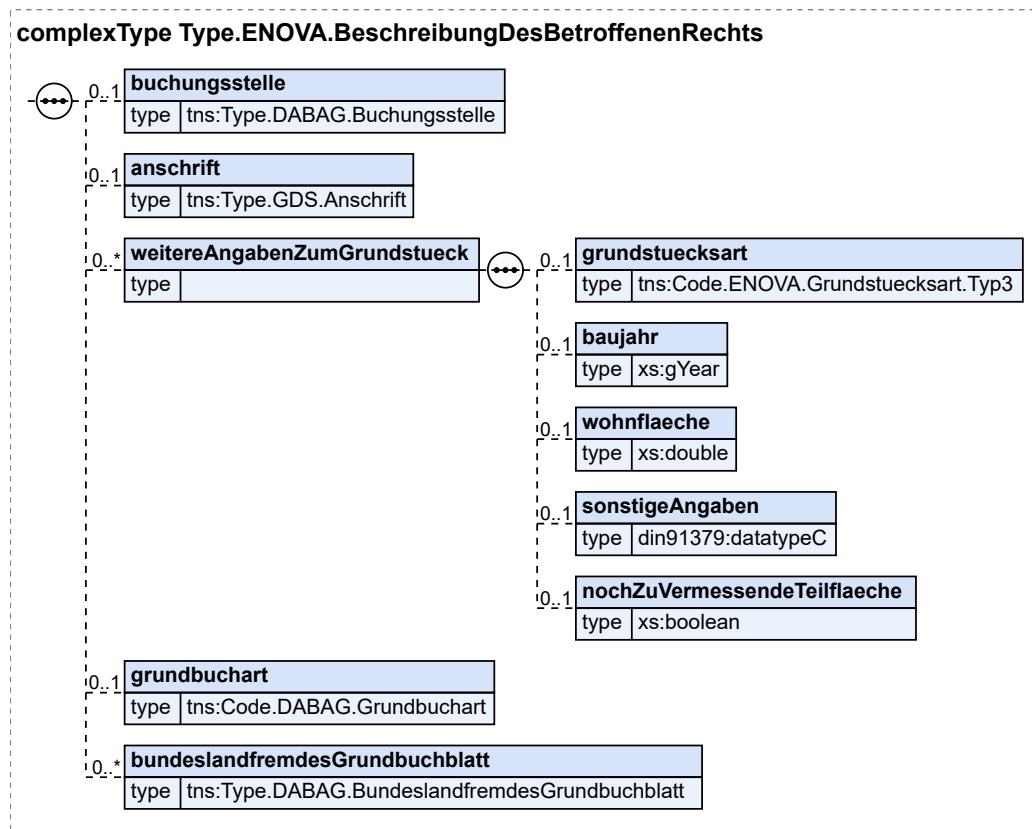 complexType Type.ENOVA.BeschreibungDesBetroffenenRechts
0..1
buchungsstelle
type tns:Type.DABAG.Buchungsstelle
0..1
anschrift
type tns:Type.GDS.Anschrift
0..*
weitereAngabenZumGrundstueck
type
0..1
grundstuecksart
type tns:Code.ENOVA.Grundstuecksart.Typ3
0..1
baujahr
type xs:gYear
0..1
wohnflaeche
type xs:double
0..1
sonstigeAngaben
type din91379:datatypeC
0..1
nochZuVermessendeTeilflaeche
type xs:boolean
0..1
grundbuchart
type tns:Code.DABAG.Grundbuchart
0..*
bundeslandfremdesGrundbuchblatt
type tns:Type.DABAG.BundeslandfremdesGrundbuchblatt